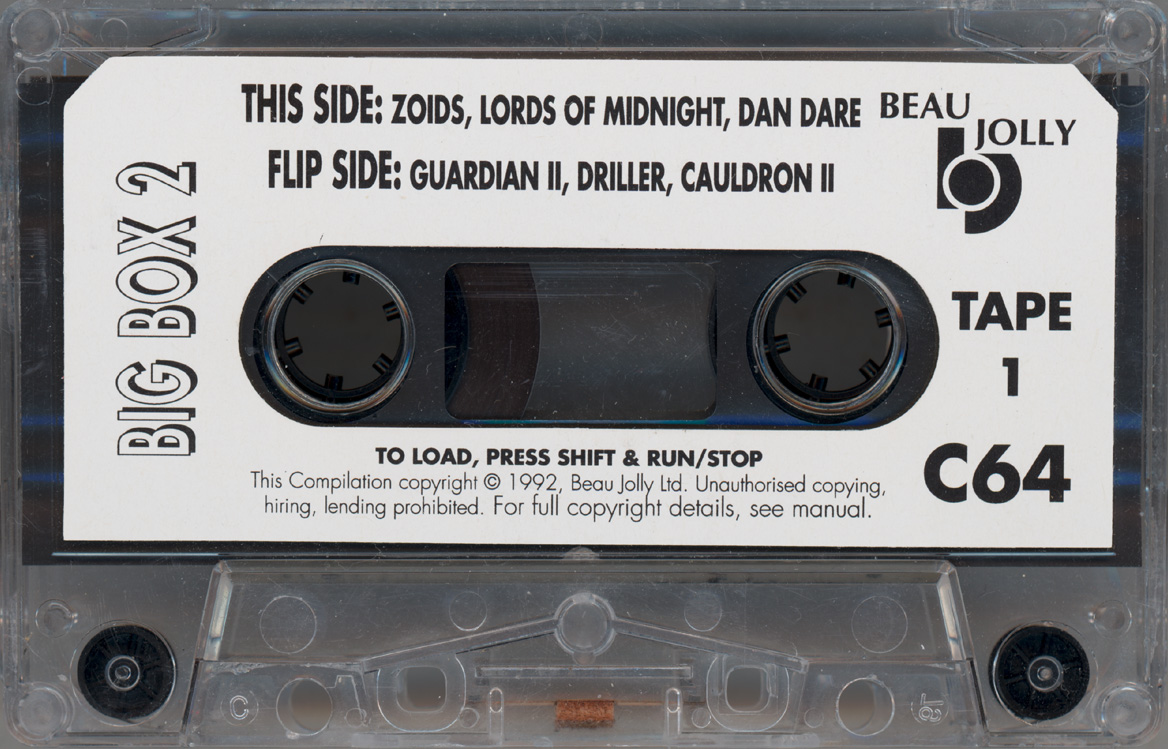 THIS SIDE: ZOIDS, LORDS OF MIDNIGHT, DAN DARE
FLIP SIDE: GUARDIAN II, DRILLER, CAULDRON II
BEAU
JOLLY
b
BIG BOX 2
TAPE
1
C64
TO LOAD, PRESS SHIFT & RUN/STOP
This Compilation copyright © 1992, Beau Jolly Ltd. Unauthorised copying,
hiring, lending prohibited. For full copyright details, see manual.
C